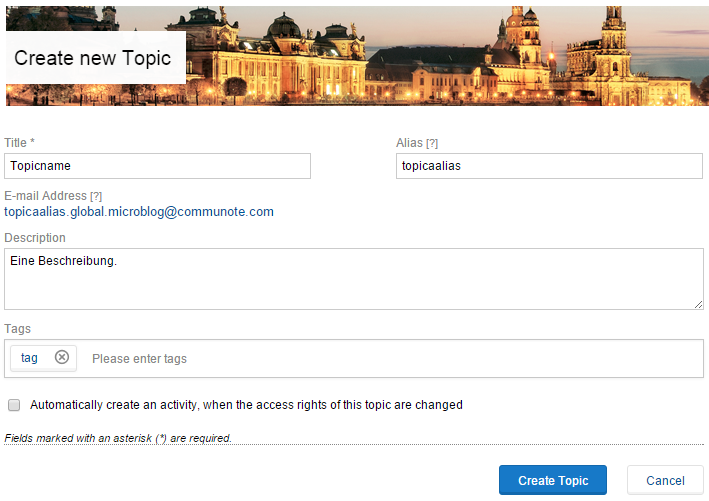 Create new Topic
Title *
Alias [?]
Topicname
topicaalias
E-mail Address [?]
topicaalias.global.microblog@communote.com
Description
Eine Beschreibung.
Tags
tag Please enter tags
Automatically create an activity, when the access rights of this topic are changed
Fields marked with an asterisk (*) are required.
Create Topic Cancel